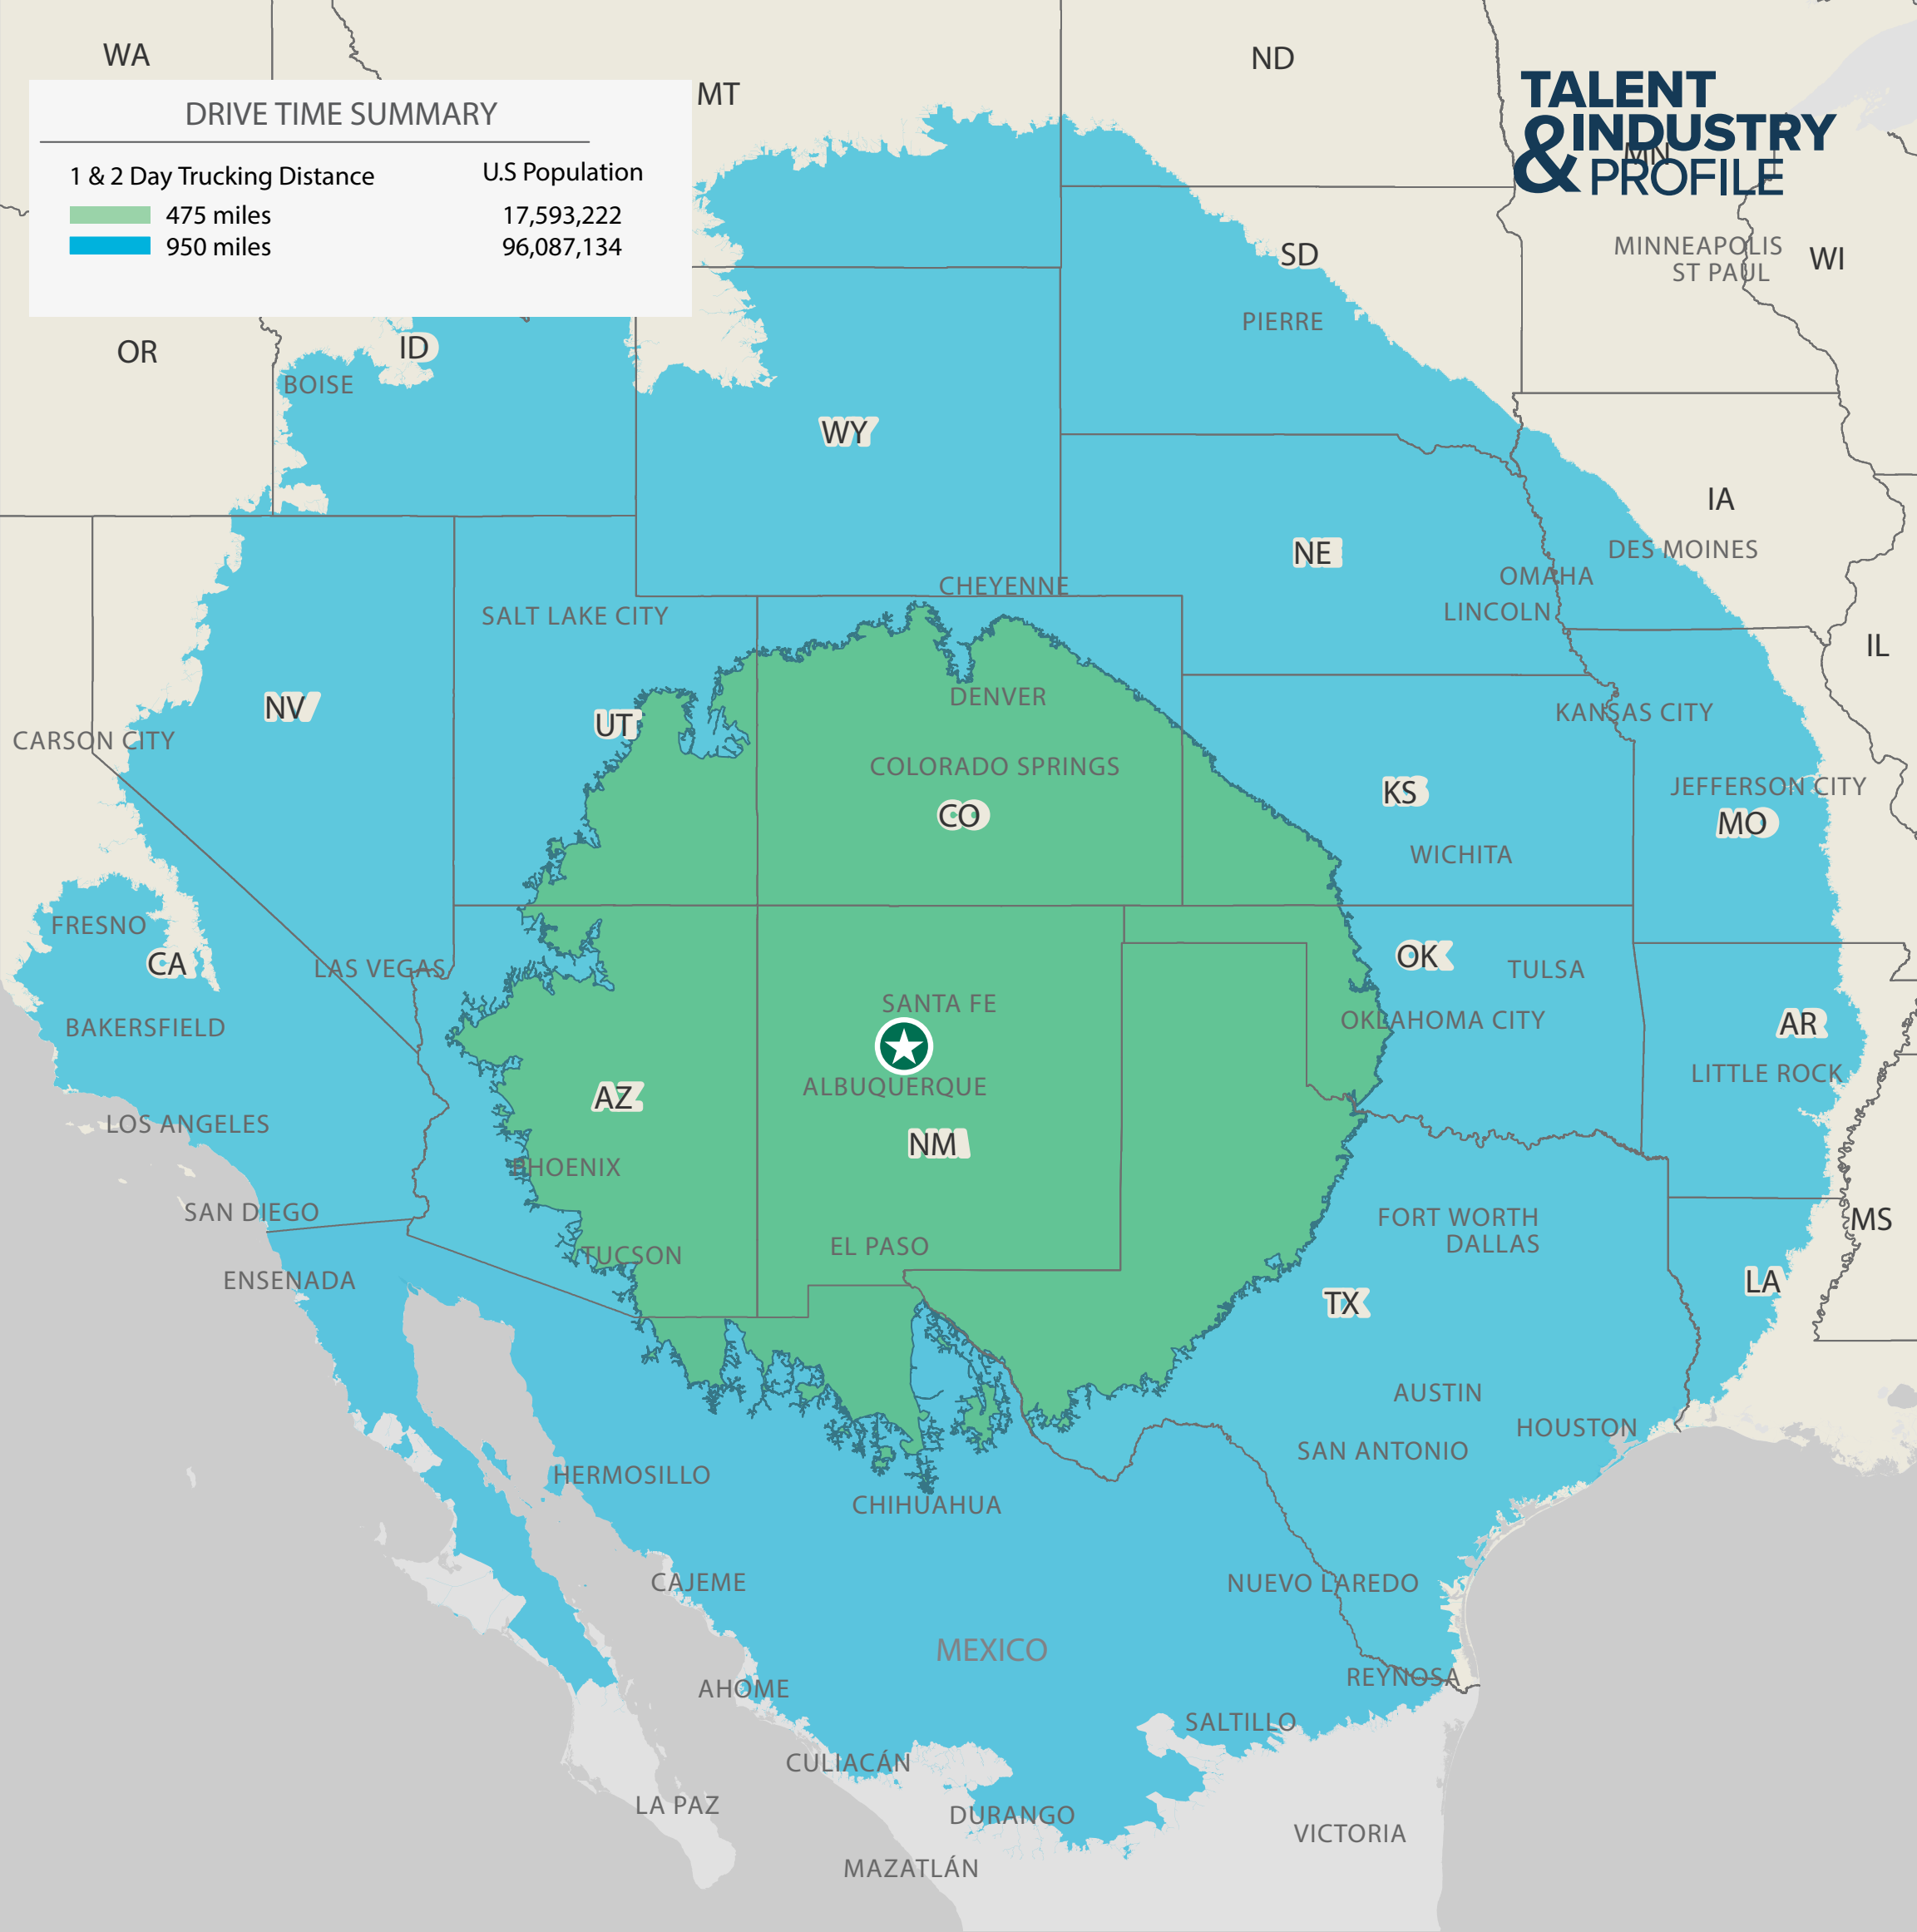 WA
MT
ND
TALENT
& INDUSTRY
MN
PROFILE
DRIVE TIME SUMMARY
1 & 2 Day Trucking Distance U.S Population
475 miles 17,593,222
950 miles 96,087,134
MINNEAPOLIS
ST PAUL
WI
SD
PIERRE
OR
ID
BOISE
WY
IA
NE
DES MOINES
OMAHA
LINCOLN
CHEYENNE
SALT LAKE CITY
IL
DENVER
NV
UT
KANSAS CITY
CARSON CITY
COLORADO SPRINGS
CO
KS
JEFFERSON CITY
MO
WICHITA
FRESNO
CA
LAS VEGAS
OK
TULSA
SANTA FE
BAKERSFIELD
OKLAHOMA CITY
AR
LITTLE ROCK
ALBUQUERQUE
AZ
LOS ANGELES
NM
PHOENIX
SAN DIEGO
FORT WORTH
DALLAS
MS
TUCSON
EL PASO
ENSENADA
TX
LA
AUSTIN
HOUSTON
SAN ANTONIO
HERMOSILLO
CHIHUAHUA
CAJEME
NUEVO LAREDO
MEXICO
REYNOSA
AHOME
SALTILLO
CULIACÁN
LA PAZ
DURANGO
VICTORIA
MAZATLÁN